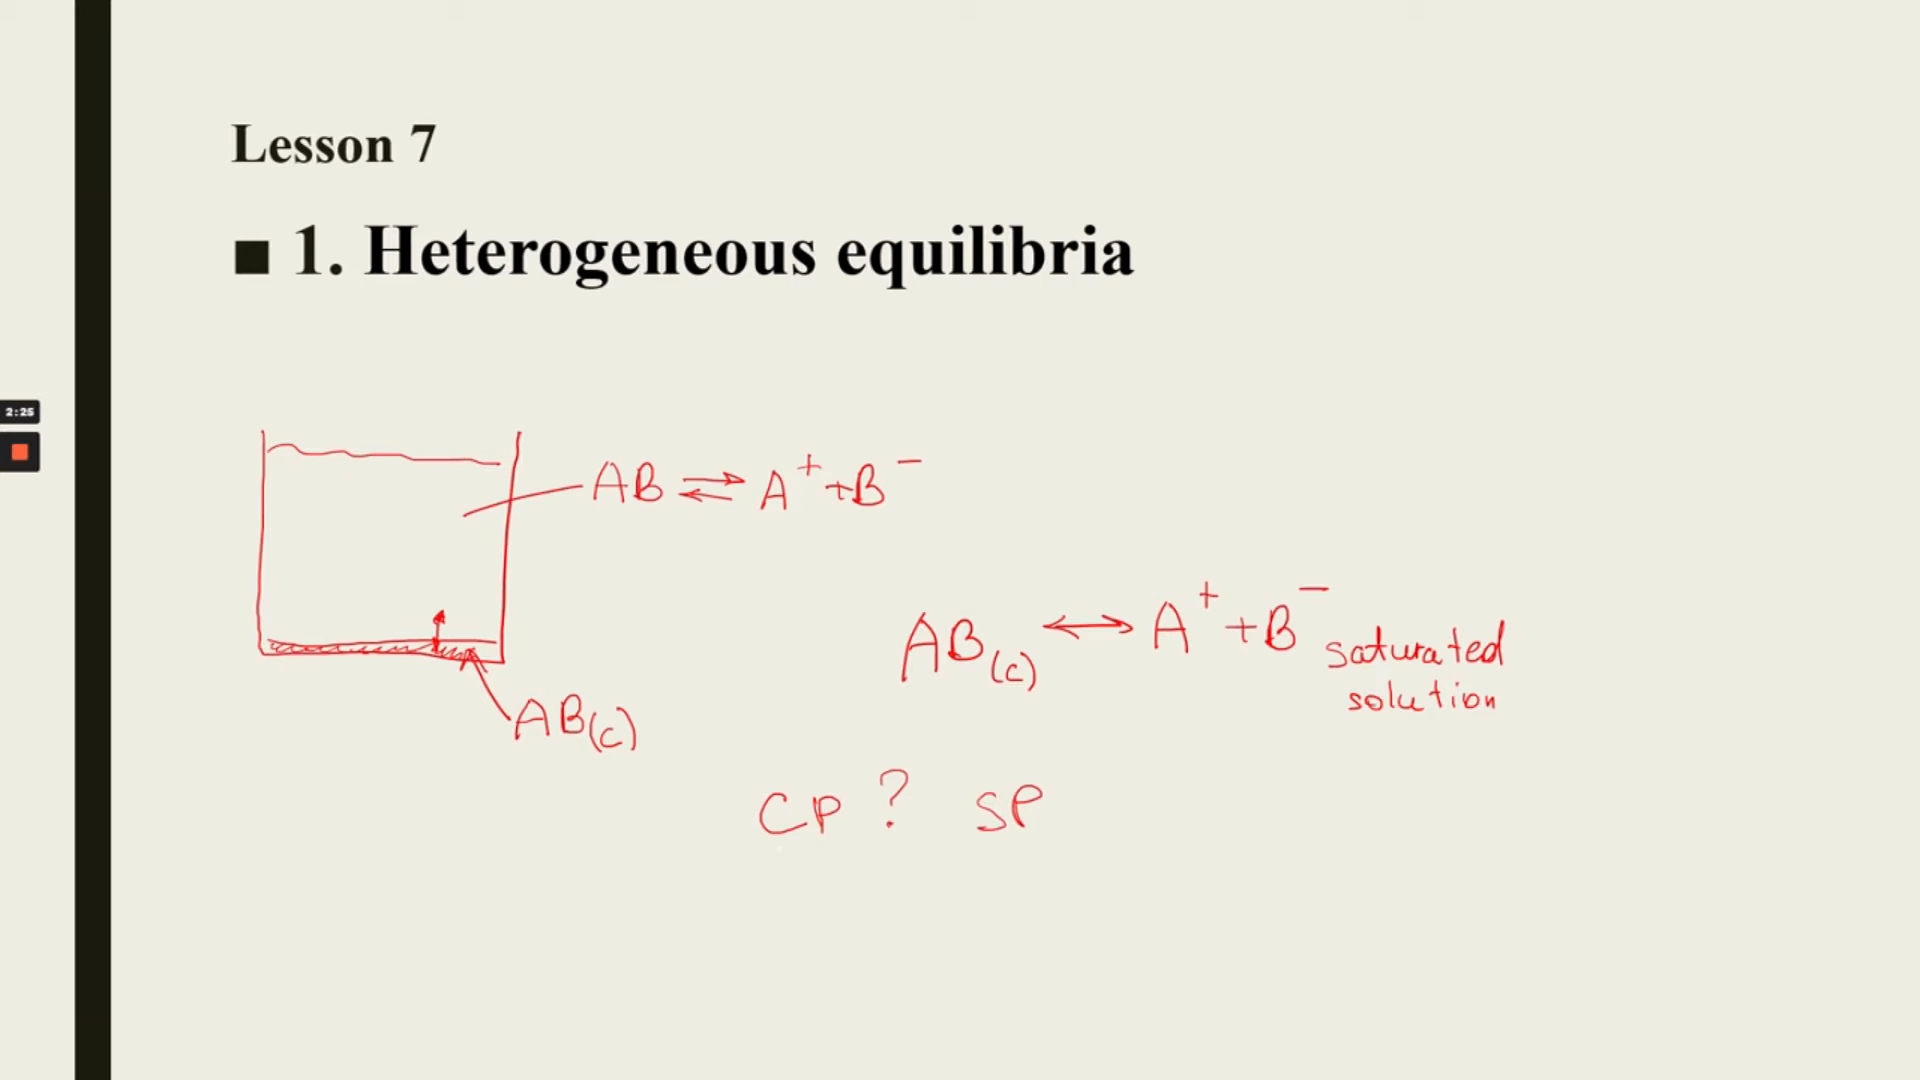 Lesson 7
■ 1. Heterogeneous equilibria
2:25
AB ⇌ A⁺ + B⁻
AB(c) ⟷ A⁺ + B⁻ saturated
solution
AB(c)
CP ? SP